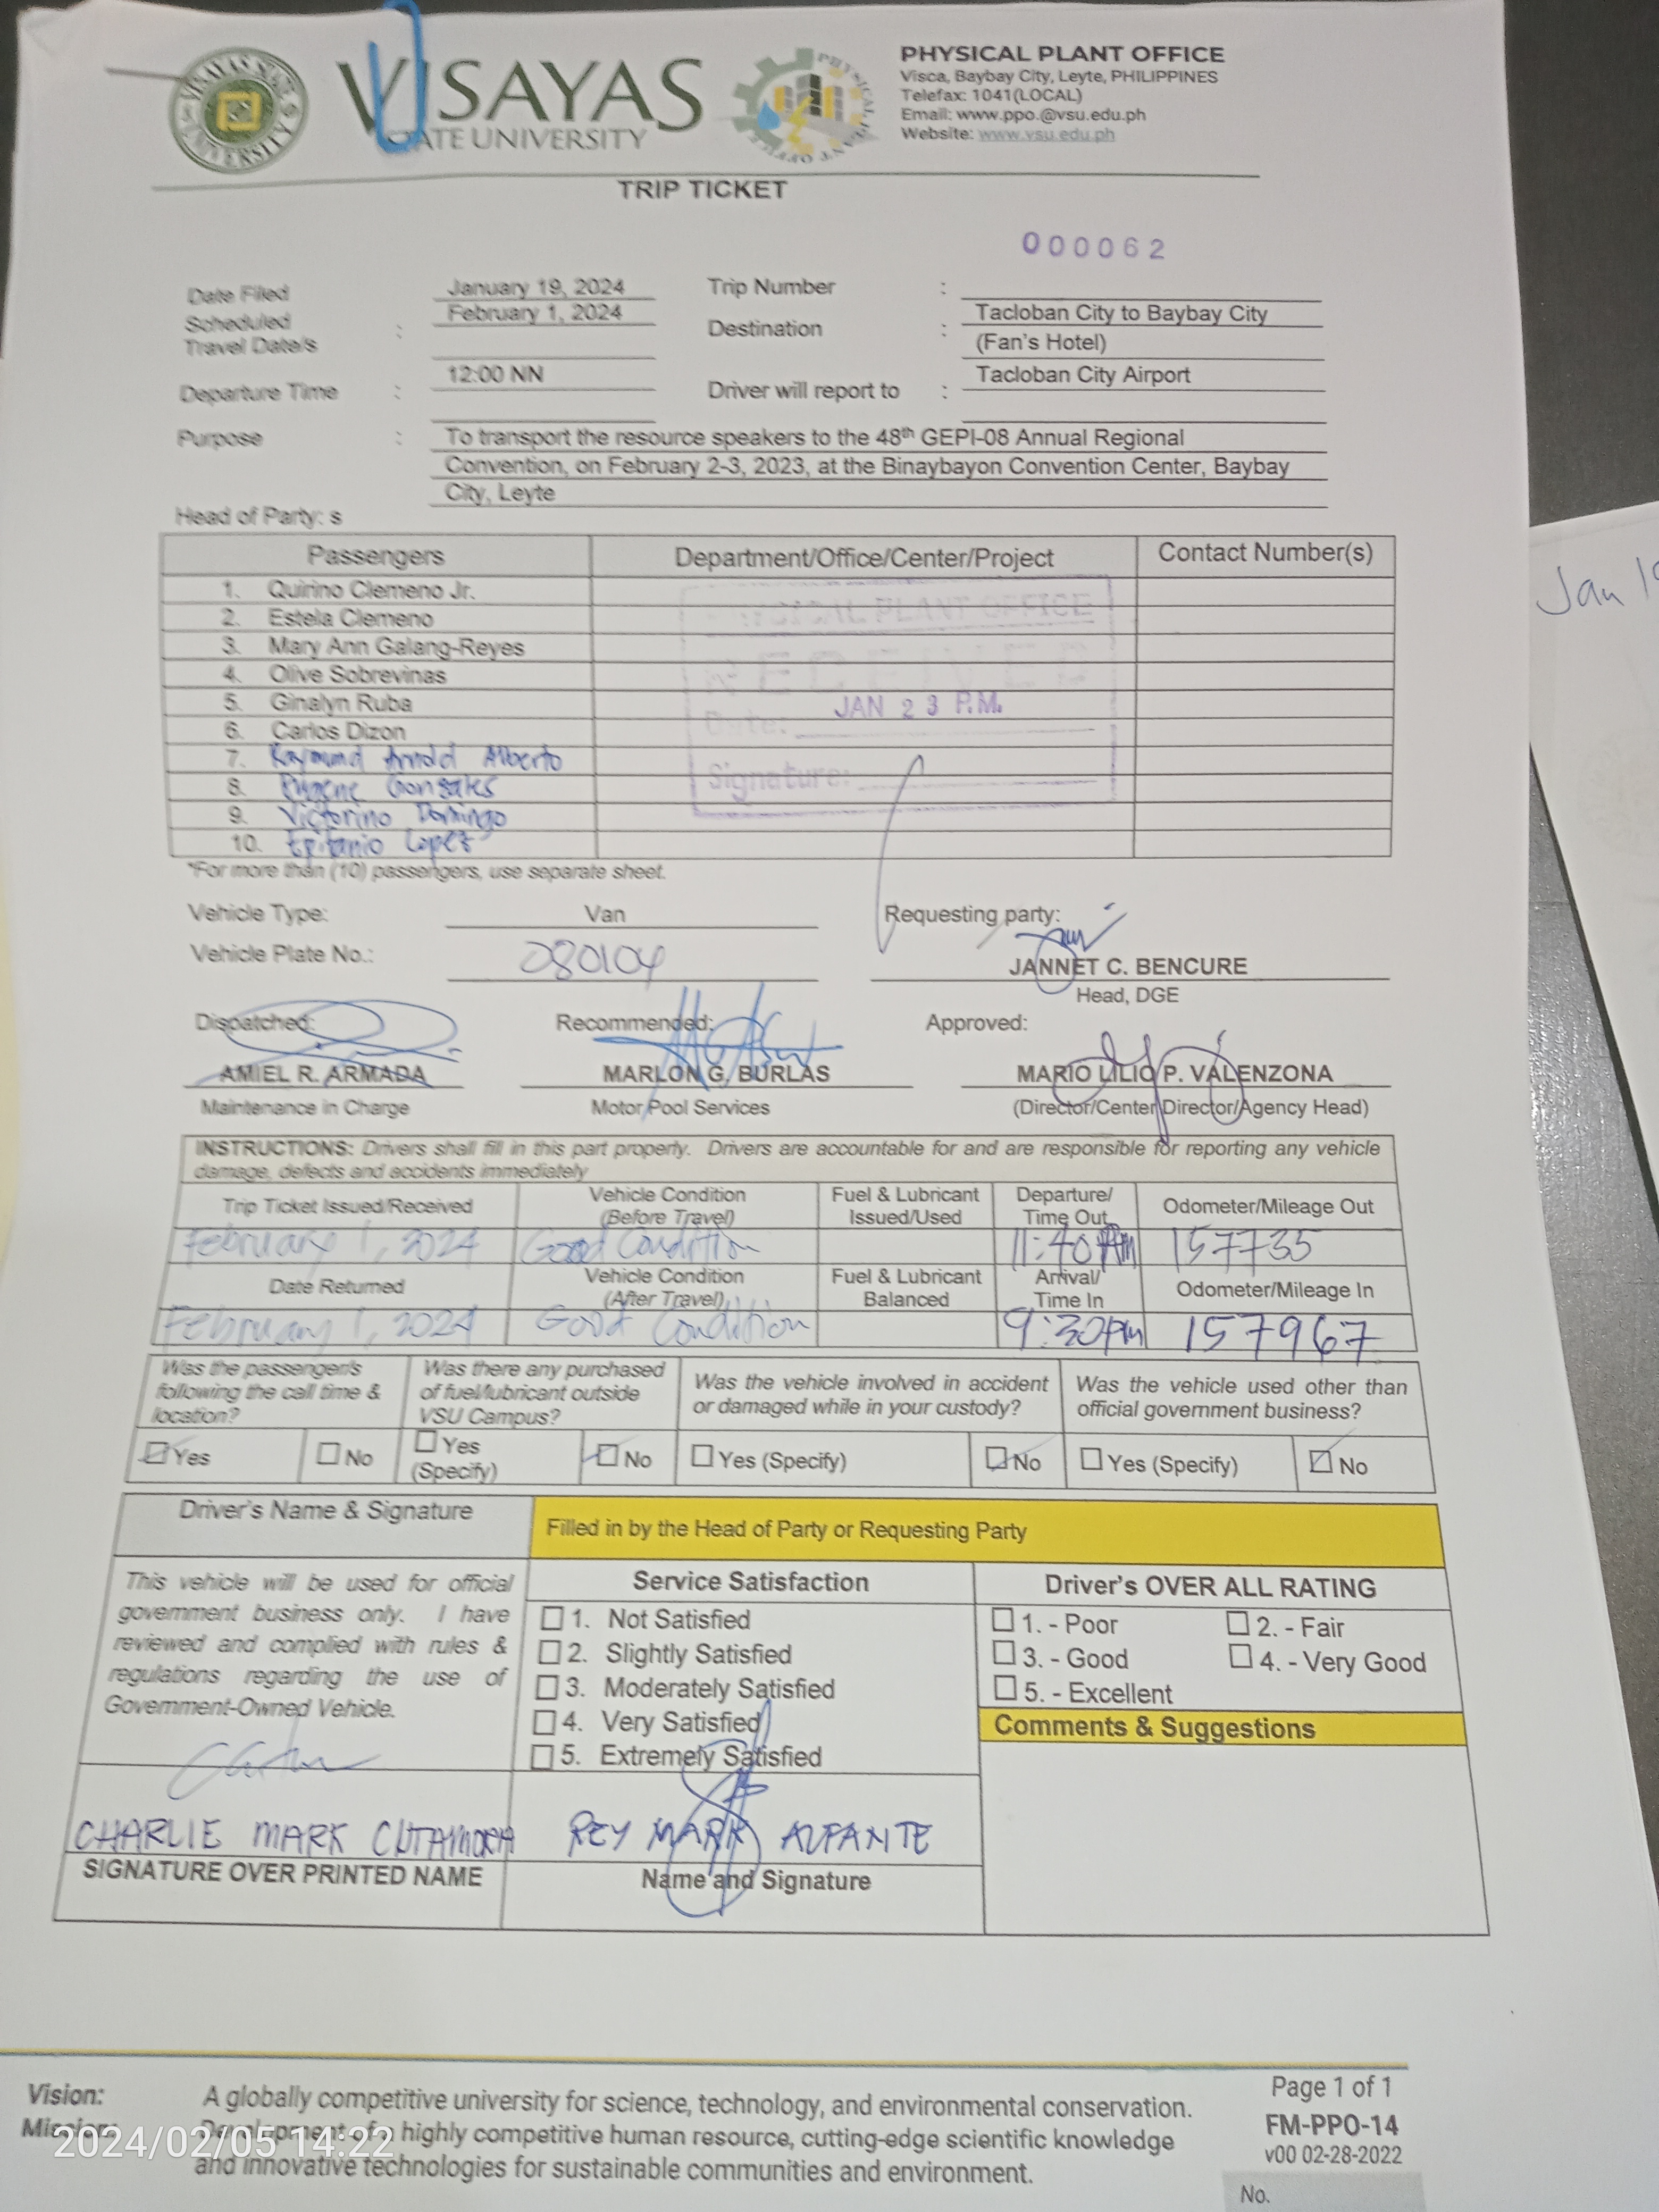 VISAYAS
STATE UNIVERSITY
PHYSICAL PLANT OFFICE
Visca, Baybay City, Leyte, PHILIPPINES
Telefax: 1041(LOCAL)
Email: www.ppo.@vsu.edu.ph
Website: www.vsu.edu.ph
TRIP TICKET
000062
Date Filed January 19, 2024 Trip Number :
Scheduled Travel Date/s : February 1, 2024 Destination : Tacloban City to Baybay City
(Fan's Hotel)
Departure Time : 12:00 NN Driver will report to : Tacloban City Airport
Purpose : To transport the resource speakers to the 48th GEPI-08 Annual Regional
Convention, on February 2-3, 2023, at the Binaybayon Convention Center, Baybay
City, Leyte
Head of Party: s
Passengers Department/Office/Center/Project Contact Number(s)
1. Quirino Clemeno Jr.
2. Estela Clemeno
3. Mary Ann Galang-Reyes
4. Olive Sobrevinas
5. Ginalyn Ruba
6. Carlos Dizon
7. Raymund Arnold Alberto
8. Eugene Gonzales
9. Victorino Domingo
10. Epifanio Lopez
PHYSICAL PLANT OFFICE
RECEIVED
Date: JAN 23 P.M.
Signature:
*For more than (10) passengers, use separate sheet.
Vehicle Type: Van Requesting party:
Vehicle Plate No.: 080104 JANNET C. BENCURE
Head, DGE
Dispatched: Recommended: Approved:
AMIEL R. ARMADA MARLON G. BURLAS MARIO LILIO P. VALENZONA
Maintenance in Charge Motor Pool Services (Director/Center Director/Agency Head)
INSTRUCTIONS: Drivers shall fill in this part properly. Drivers are accountable for and are responsible for reporting any vehicle
damage, defects and accidents immediately
Trip Ticket Issued/Received Vehicle Condition (Before Travel) Fuel & Lubricant Issued/Used Departure/ Time Out Odometer/Mileage Out
February 1, 2024 Good Condition 11:40 AM 157735
Date Returned Vehicle Condition (After Travel) Fuel & Lubricant Balanced Arrival/ Time In Odometer/Mileage In
February 1, 2024 Good Condition 9:30pm 157967
Was the passenger/s following the call time & location? Was there any purchased of fuel/lubricant outside VSU Campus? Was the vehicle involved in accident or damaged while in your custody? Was the vehicle used other than official government business?
Yes No Yes (Specify) No Yes (Specify) No Yes (Specify) No
Driver's Name & Signature Filled in by the Head of Party or Requesting Party
This vehicle will be used for official
government business only. I have
reviewed and complied with rules &
regulations regarding the use of
Government-Owned Vehicle.
Service Satisfaction
1. Not Satisfied
2. Slightly Satisfied
3. Moderately Satisfied
4. Very Satisfied
5. Extremely Satisfied
Driver's OVER ALL RATING
1. - Poor 2. - Fair
3. - Good 4. - Very Good
5. - Excellent
Comments & Suggestions
CHARLIE MARK CUTAMORA REY MARK ALFANTE
SIGNATURE OVER PRINTED NAME Name and Signature
Vision: A globally competitive university for science, technology, and environmental conservation.
Mission: Development of a highly competitive human resource, cutting-edge scientific knowledge
and innovative technologies for sustainable communities and environment.
Page 1 of 1
FM-PPO-14
v00 02-28-2022
No.
2024/02/05 14:22
Jan